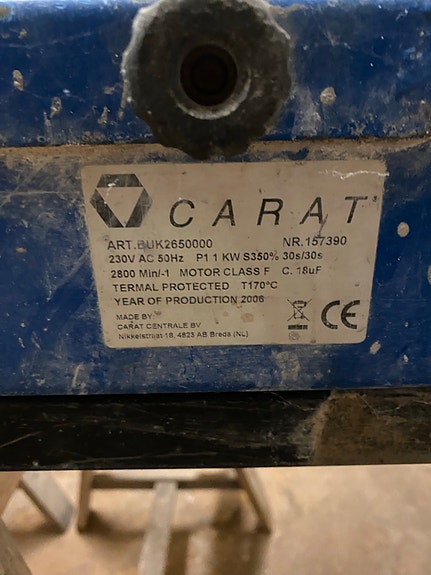 CARAT
ART.BUK2650000 NR.157390
230V AC 50Hz P1 1 KW S350% 30s/30s
2800 Min/-1 MOTOR CLASS F C. 18uF
TERMAL PROTECTED T170°C
YEAR OF PRODUCTION 2006
MADE BY
CARAT CENTRALE BV
Nikkelstraat 18, 4823 AB Breda (NL)
CE